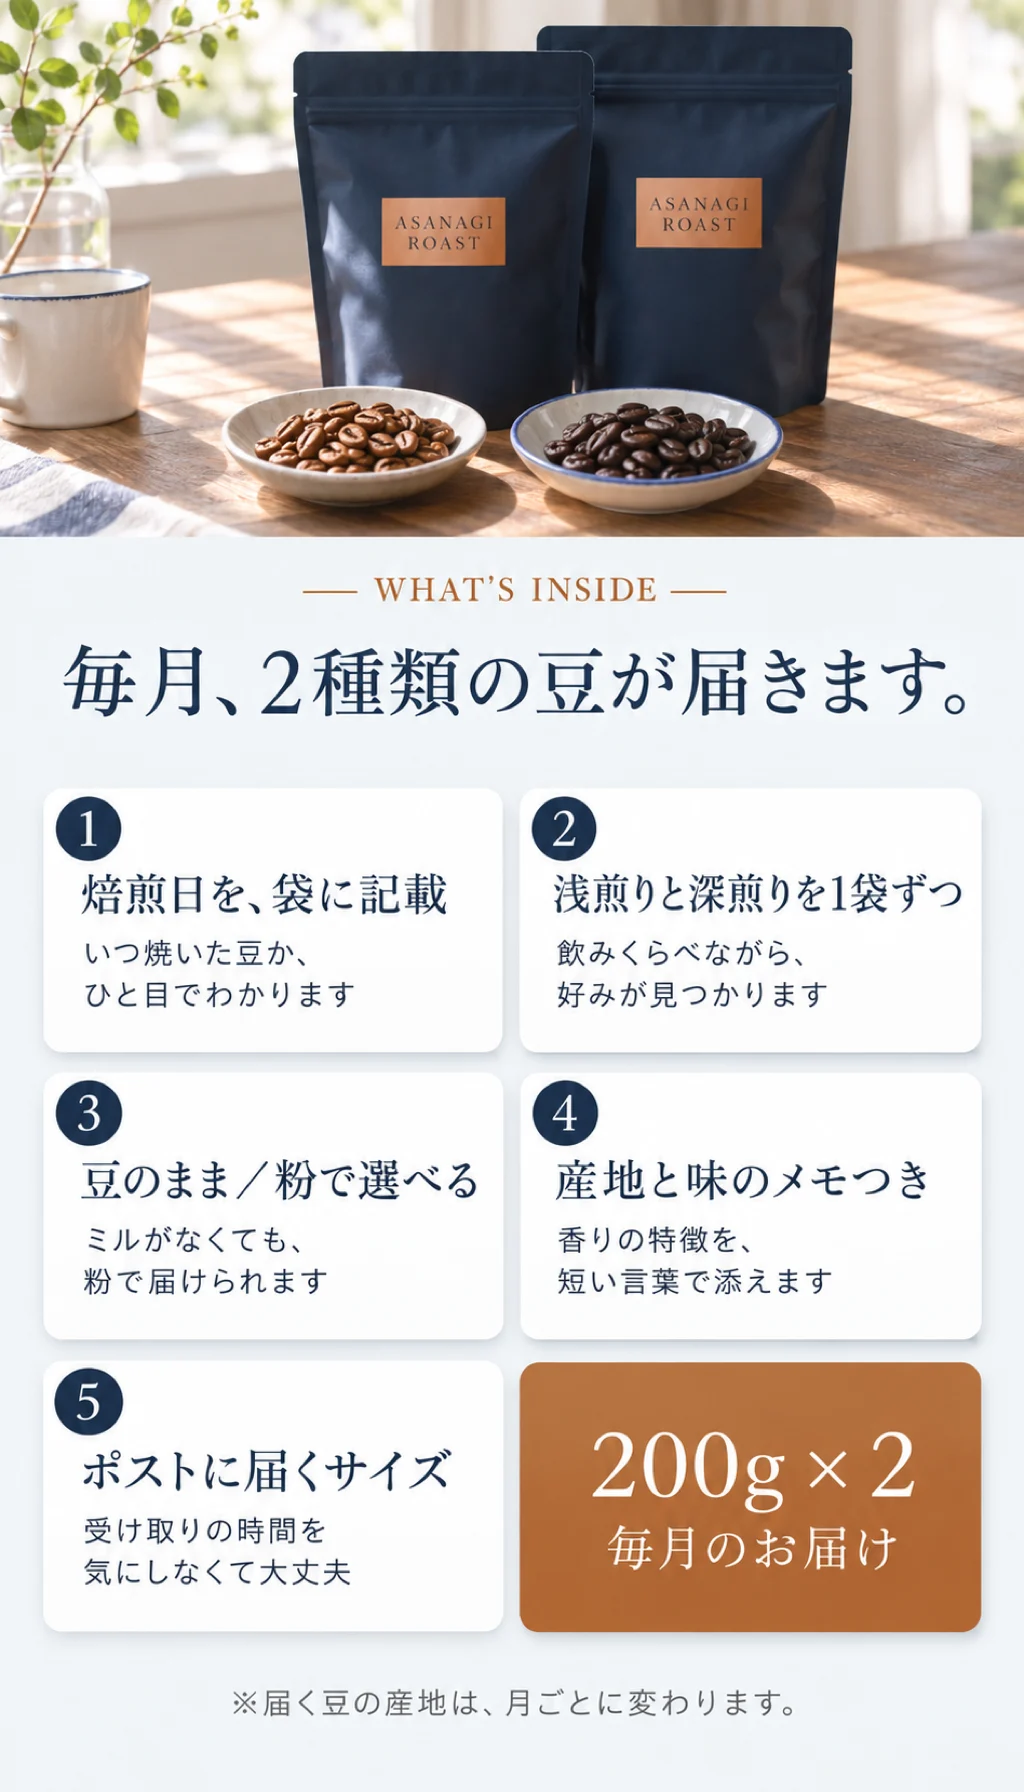 ASANAGI
ROAST
ASANAGI
ROAST
WHAT'S INSIDE
毎月、2種類の豆が届きます。
1
焙煎日を、袋に記載
いつ焼いた豆か、
ひと目でわかります
2
浅煎りと深煎りを1袋ずつ
飲みくらべながら、
好みが見つかります
3
豆のまま／粉で選べる
ミルがなくても、
粉で届けられます
4
産地と味のメモつき
香りの特徴を、
短い言葉で添えます
5
ポストに届くサイズ
受け取りの時間を
気にしなくて大丈夫
200g × 2
毎月のお届け
※届く豆の産地は、月ごとに変わります。